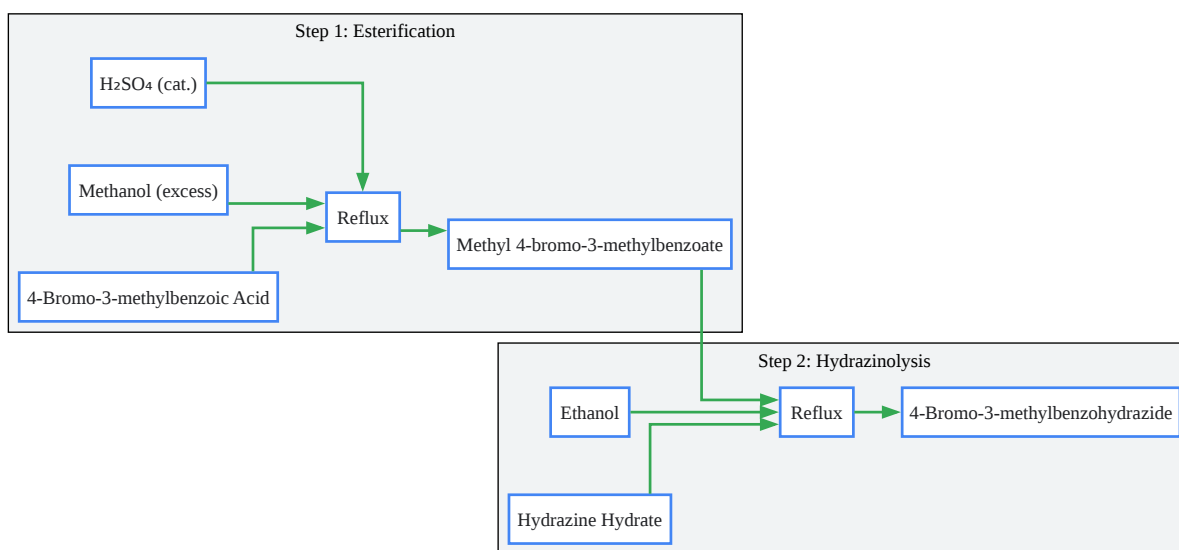 Step 1: Esterification
H₂SO₄ (cat.)
Methanol (excess)
Reflux
Methyl 4-bromo-3-methylbenzoate
4-Bromo-3-methylbenzoic Acid
Step 2: Hydrazinolysis
Ethanol
Reflux
4-Bromo-3-methylbenzohydrazide
Hydrazine Hydrate